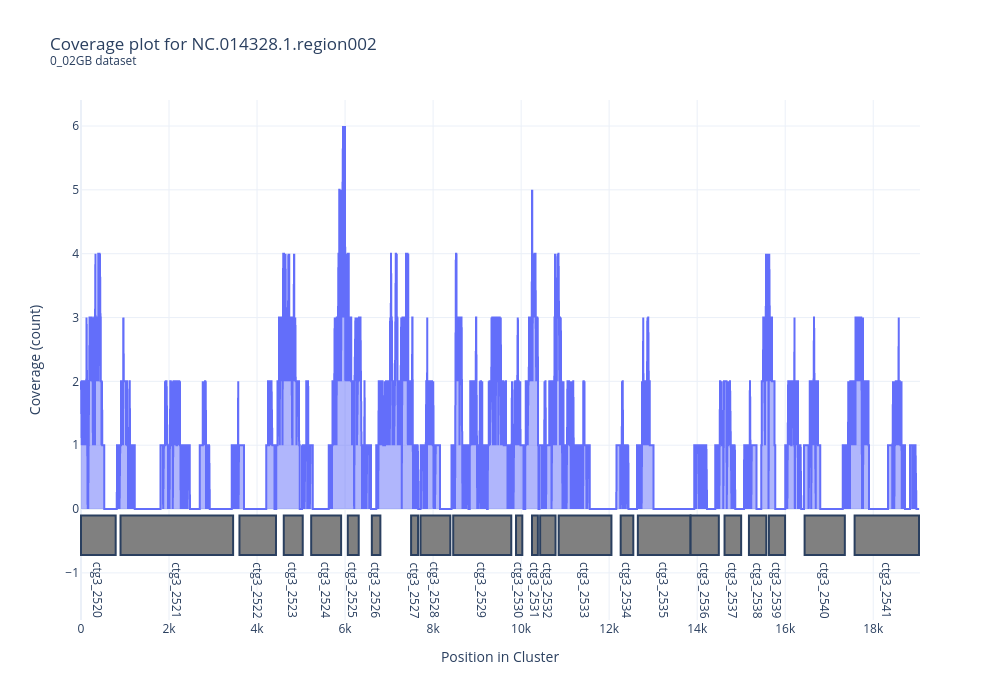 Coverage plot for NC.014328.1.region002
0_02GB dataset
6
5
4
3
2
1
0
−1
Coverage (count)
ctg3_2520
ctg3_2521
ctg3_2522
ctg3_2523
ctg3_2524
ctg3_2525
ctg3_2526
ctg3_2527
ctg3_2528
ctg3_2529
ctg3_2530
ctg3_2531
ctg3_2532
ctg3_2533
ctg3_2534
ctg3_2535
ctg3_2536
ctg3_2537
ctg3_2538
ctg3_2539
ctg3_2540
ctg3_2541
0 2k 4k 6k 8k 10k 12k 14k 16k 18k
Position in Cluster